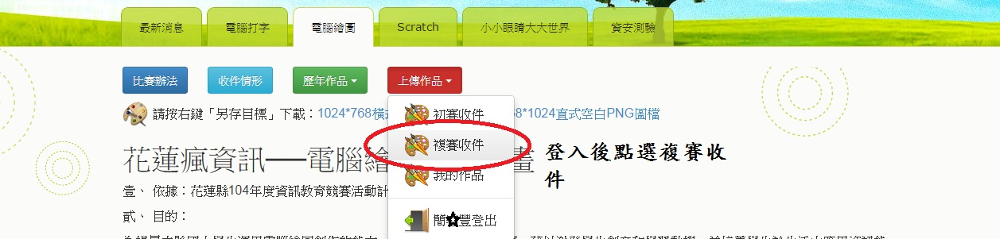 最新消息 電腦打字 電腦繪圖 Scratch 小小眼睛大大世界 資安測驗
比賽辦法 收件情形 歷年作品 上傳作品
請按右鍵「另存目標」下載：1024*768橫 8*1024直式空白PNG圖檔
初賽收件
複賽收件
我的作品
簡 豐登出
花蓮瘋資訊──電腦繪 畫
登入後點選複賽收
件
壹、 依據：花蓮縣104年度資訊教育競賽活動計
貳、 目的：